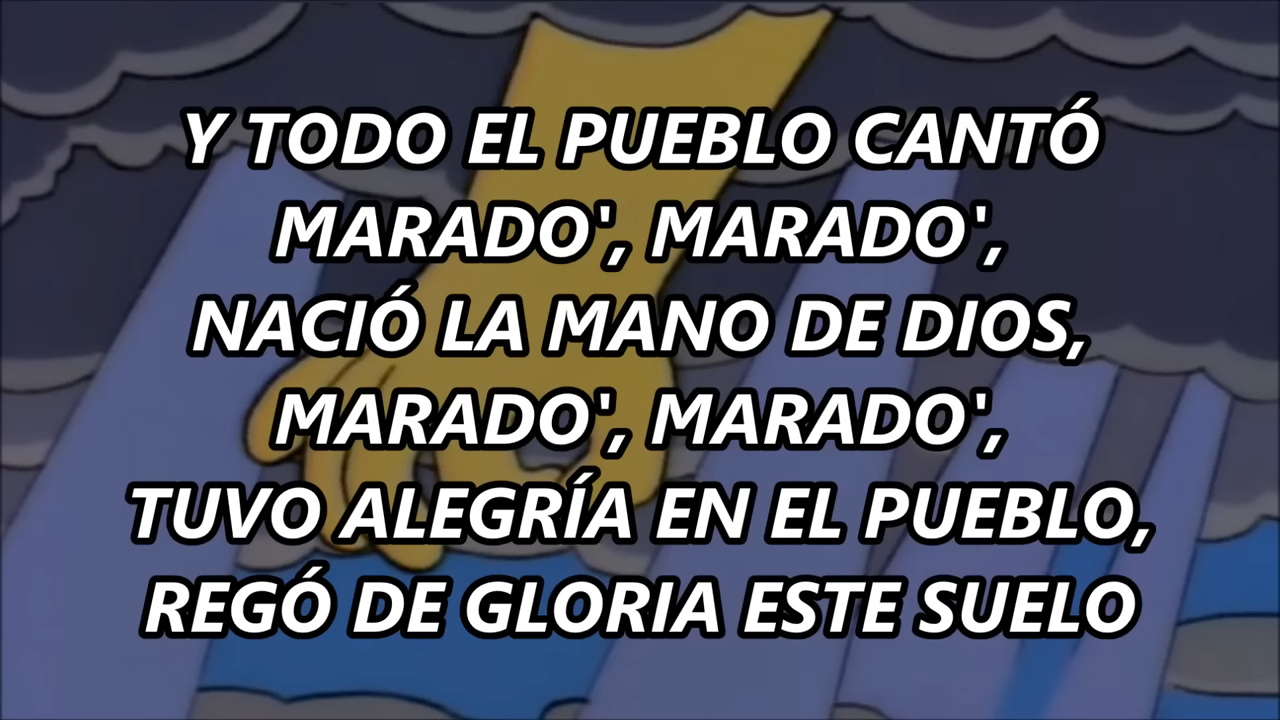 Y TODO EL PUEBLO CANTÓ
MARADO', MARADO',
NACIÓ LA MANO DE DIOS,
MARADO', MARADO',
TUVO ALEGRÍA EN EL PUEBLO,
REGÓ DE GLORIA ESTE SUELO